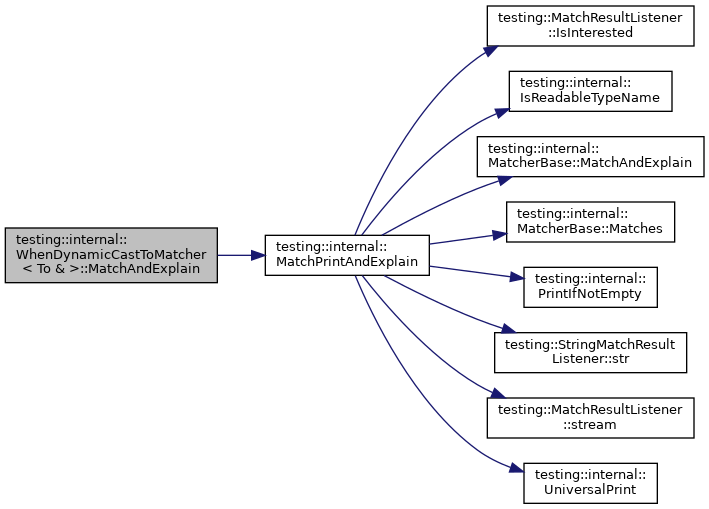 testing::internal::
WhenDynamicCastToMatcher
< To & >::MatchAndExplain
testing::internal::
MatchPrintAndExplain
testing::MatchResultListener
::IsInterested
testing::internal::
IsReadableTypeName
testing::internal::
MatcherBase::MatchAndExplain
testing::internal::
MatcherBase::Matches
testing::internal::
PrintIfNotEmpty
testing::StringMatchResult
Listener::str
testing::MatchResultListener
::stream
testing::internal::
UniversalPrint